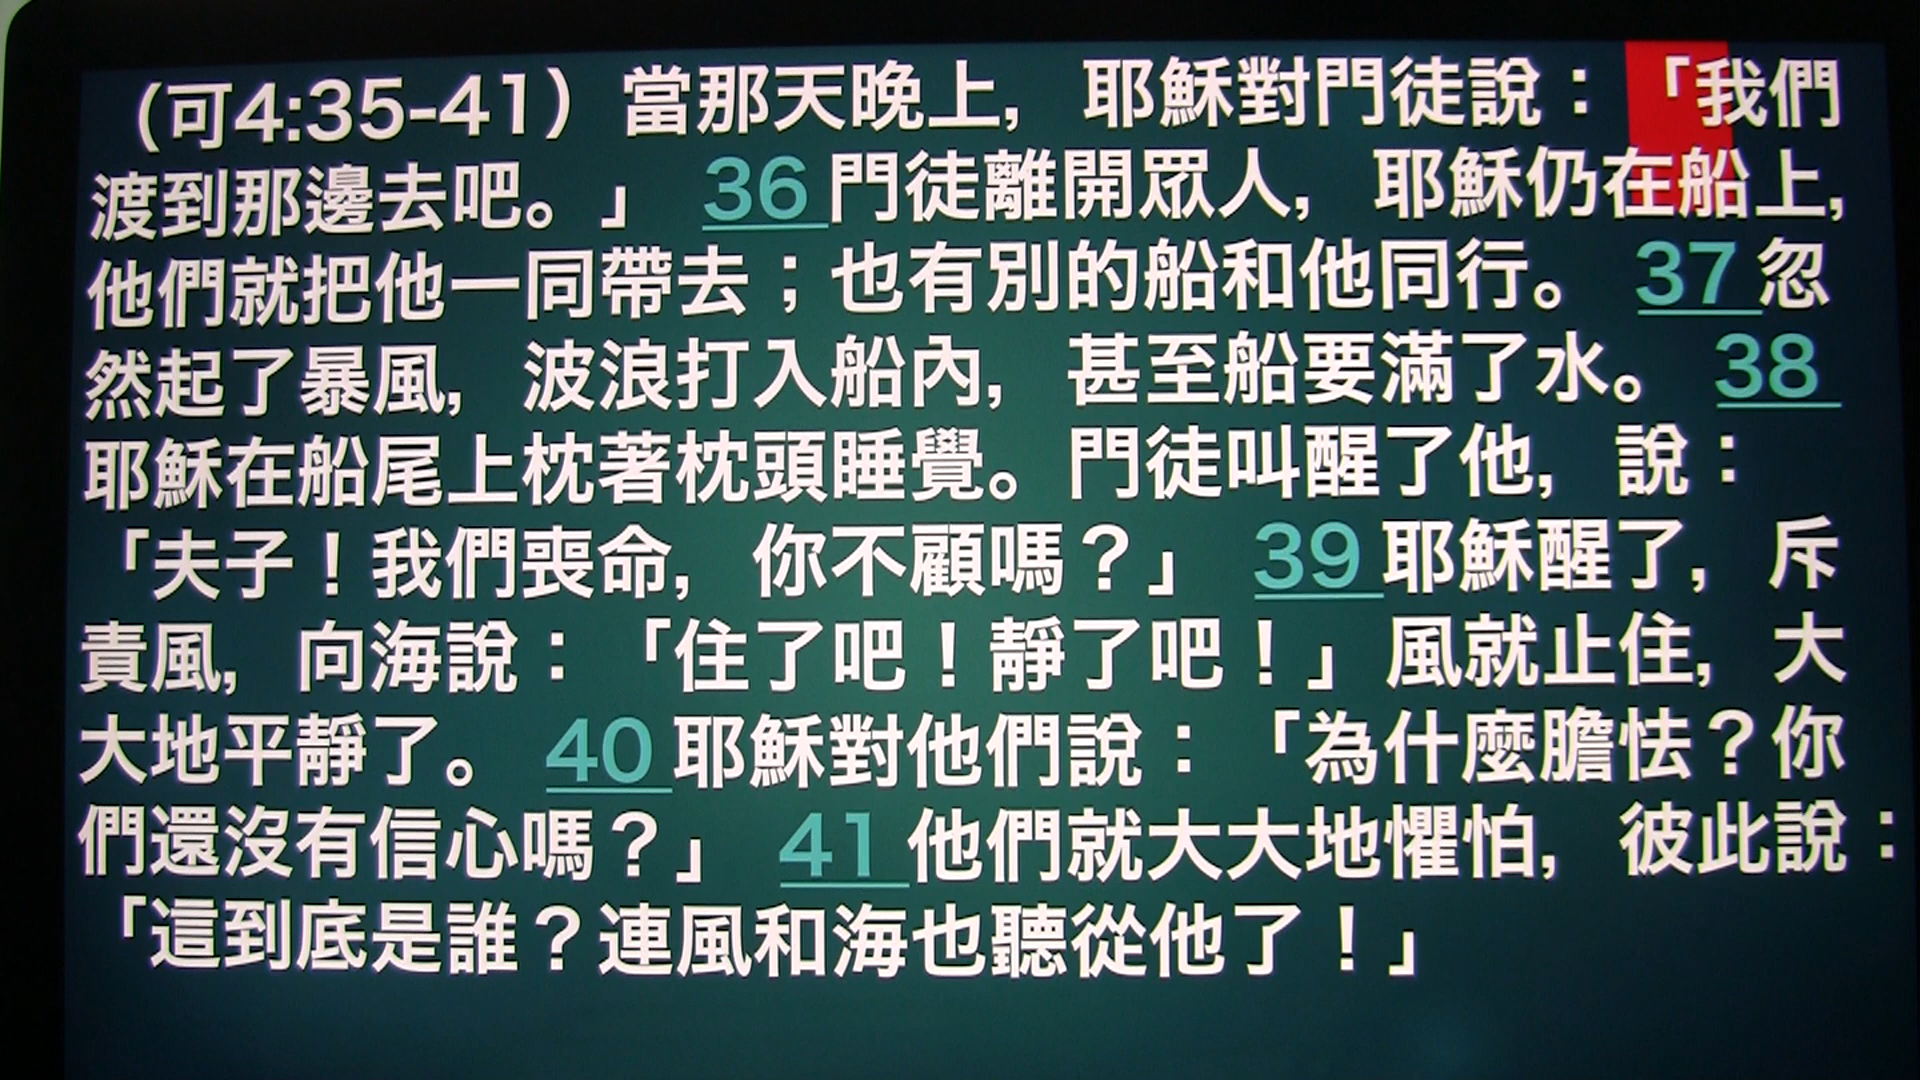 （可4:35-41）當那天晚上，耶穌對門徒說：「我們
渡到那邊去吧。」 36 門徒離開眾人，耶穌仍在船上，
他們就把他一同帶去；也有別的船和他同行。 37 忽
然起了暴風，波浪打入船內，甚至船要滿了水。 38
耶穌在船尾上枕著枕頭睡覺。門徒叫醒了他，說：
「夫子！我們喪命，你不顧嗎？」 39 耶穌醒了，斥
責風，向海說：「住了吧！靜了吧！」風就止住，大
大地平靜了。 40 耶穌對他們說：「為什麼膽怯？你
們還沒有信心嗎？」 41 他們就大大地懼怕，彼此說：
「這到底是誰？連風和海也聽從他了！」